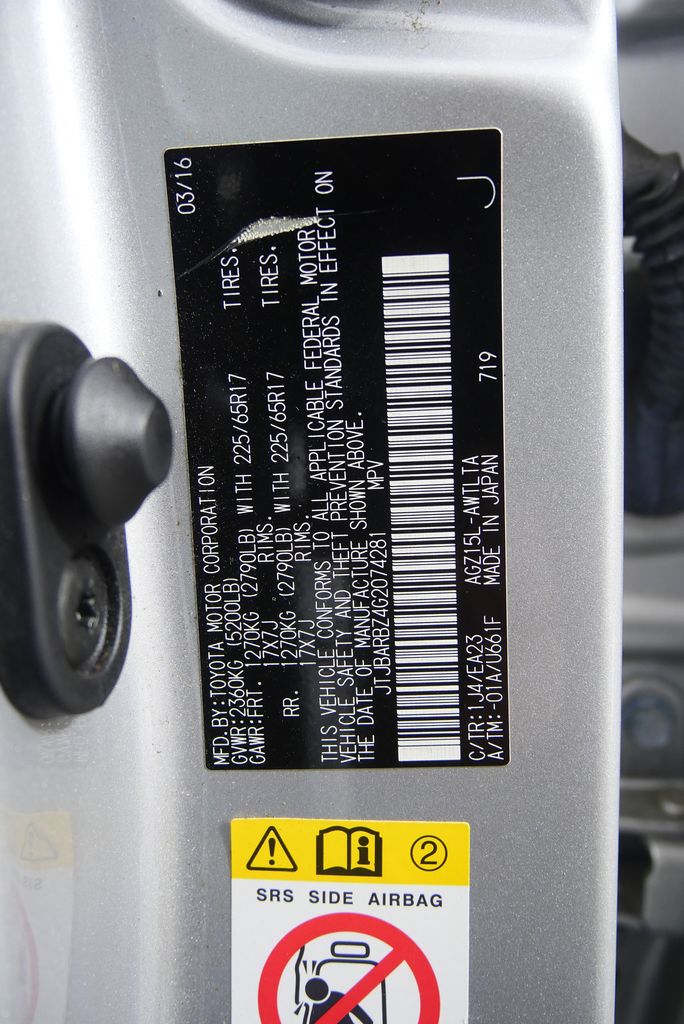 MFD.BY:TOYOTA MOTOR CORPORATION 03/16
GVWR:2360KG (5200LB)
GAWR:FRT. 1270KG (2790LB) WITH 225/65R17 TIRES.
17X7J RIMS.
RR. 1270KG (2790LB) WITH 225/65R17 TIRES.
17X7J RIMS.
THIS VEHICLE CONFORMS TO ALL APPLICABLE FEDERAL MOTOR
VEHICLE SAFETY AND THEFT PREVENTION STANDARDS IN EFFECT ON
THE DATE OF MANUFACTURE SHOWN ABOVE.
JTJBARBZ4G2074281 MPV
J
C/TR:1J4/EA23 AGZ15L-AWTLTA 719
A/TM:-01A/U661F MADE IN JAPAN
2
SRS SIDE AIRBAG